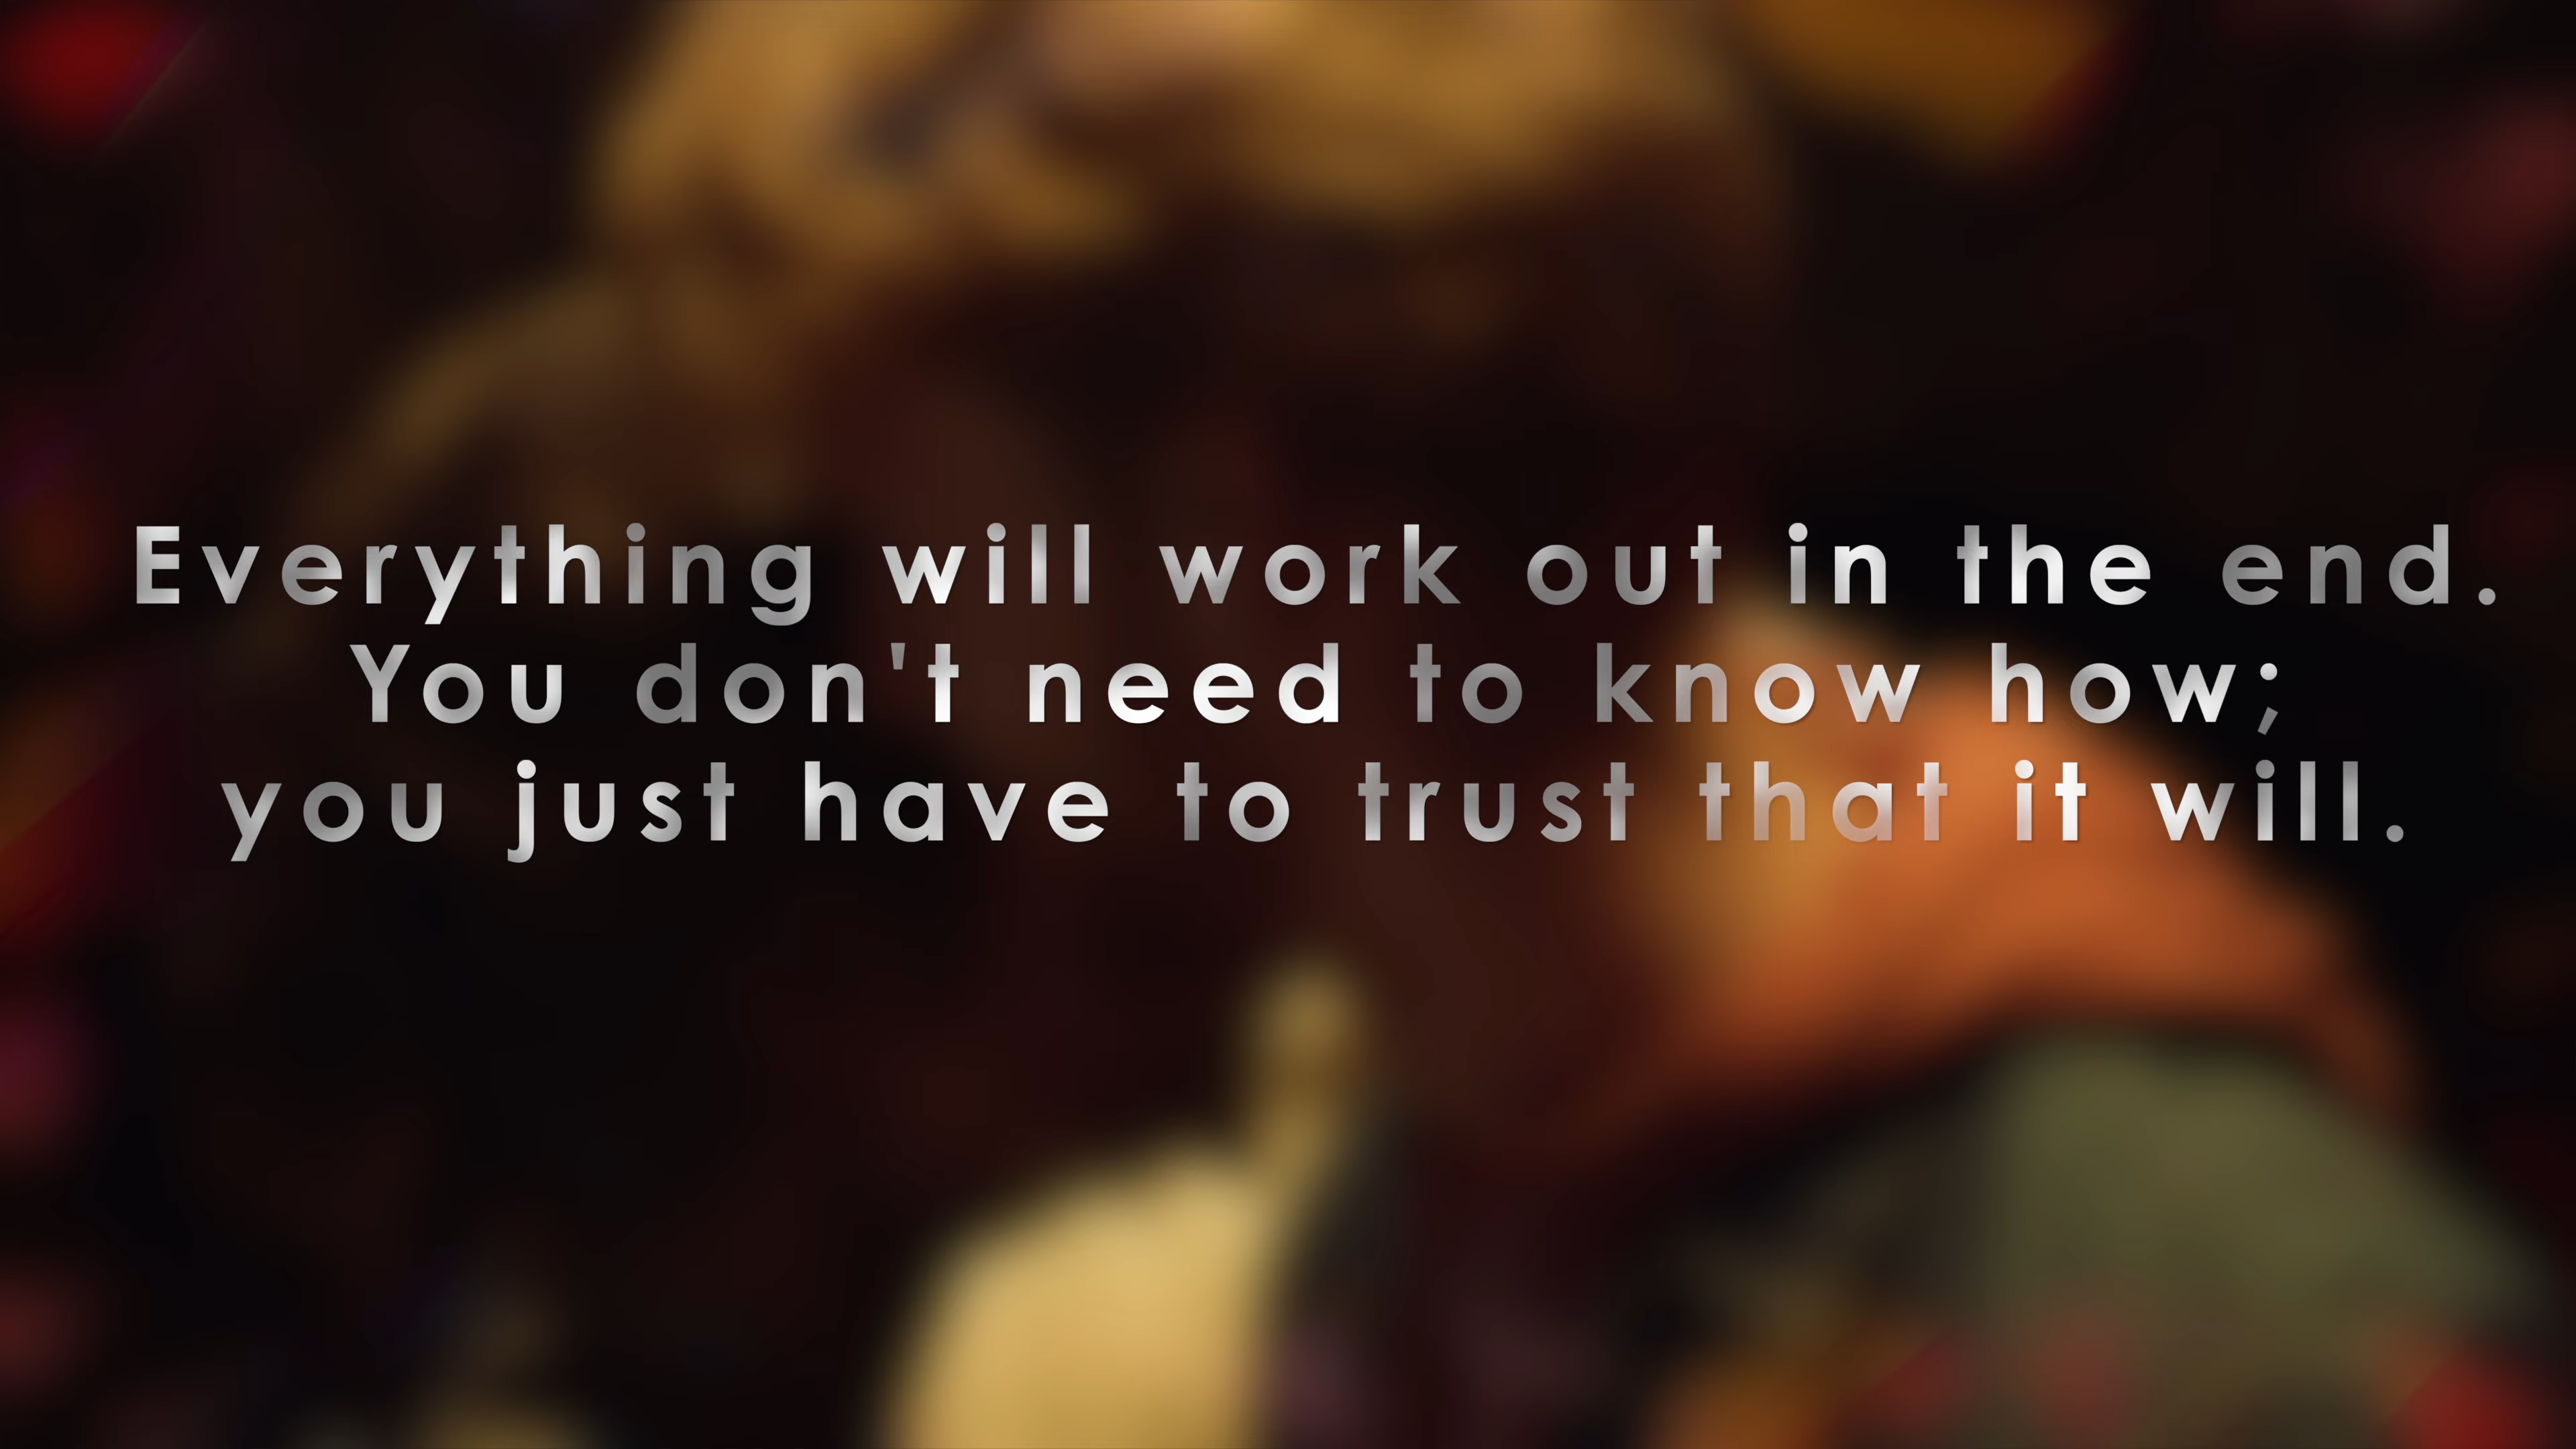 Everything will work out in the end.
You don't need to know how;
you just have to trust that it will.